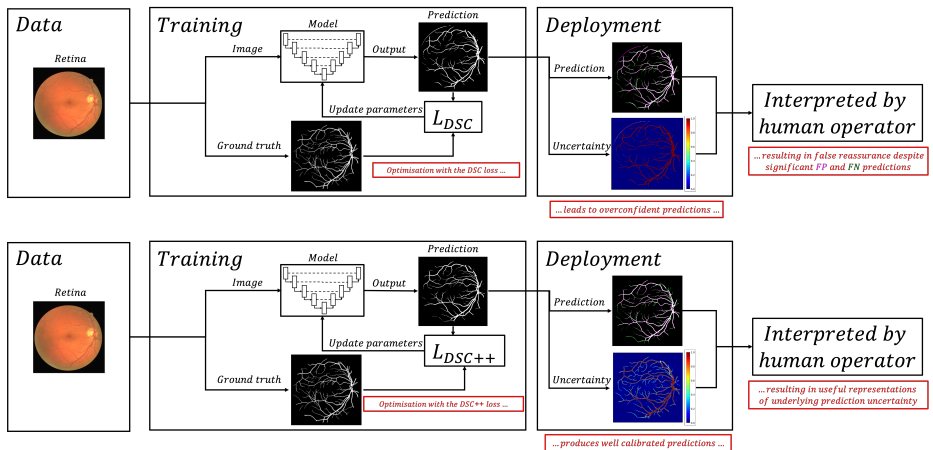 Data
Retina
Training
Model
Image
Output
Prediction
Update parameters
L_DSC
Ground truth
Optimisation with the DSC loss ...
Deployment
Prediction
Uncertainty
... leads to overconfident predictions ...
Interpreted by
human operator
... resulting in false reassurance despite
significant FP and FN predictions
Data
Retina
Training
Model
Image
Output
Prediction
Update parameters
L_DSC++
Ground truth
Optimisation with the DSC++ loss ...
Deployment
Prediction
Uncertainty
... produces well calibrated predictions ...
Interpreted by
human operator
... resulting in useful representations
of underlying prediction uncertainty